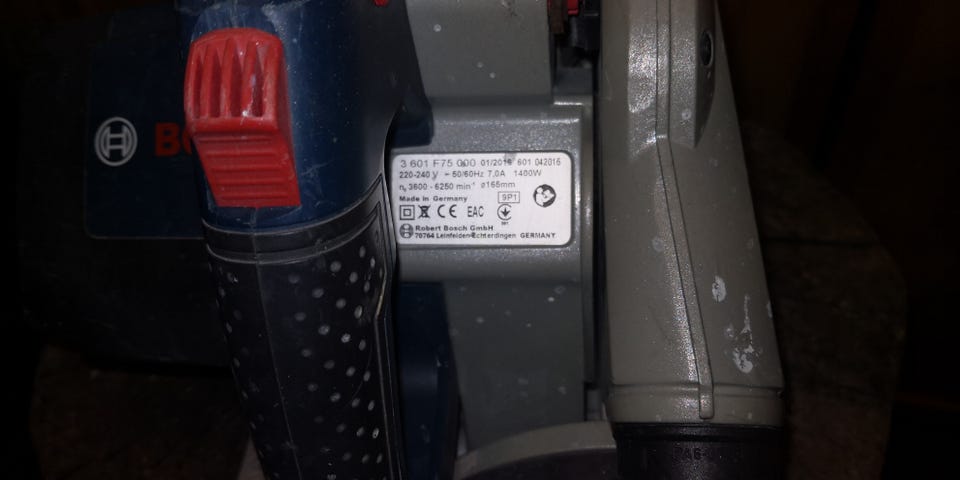 3 601 F75 000 01/2016 601 042016
220-240 V ~ 50/60Hz 7,0A 1400W
n₀ 3600 - 6250 min⁻¹ ø165mm
Made in Germany 9P1
CE EAC
Robert Bosch GmbH
70764 Leinfelden-Echterdingen GERMANY